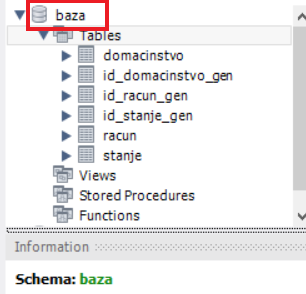 baza
Tables
domacinstvo
id_domacinstvo_gen
id_racun_gen
id_stanje_gen
racun
stanje
Views
Stored Procedures
Functions
Information
Schema: baza